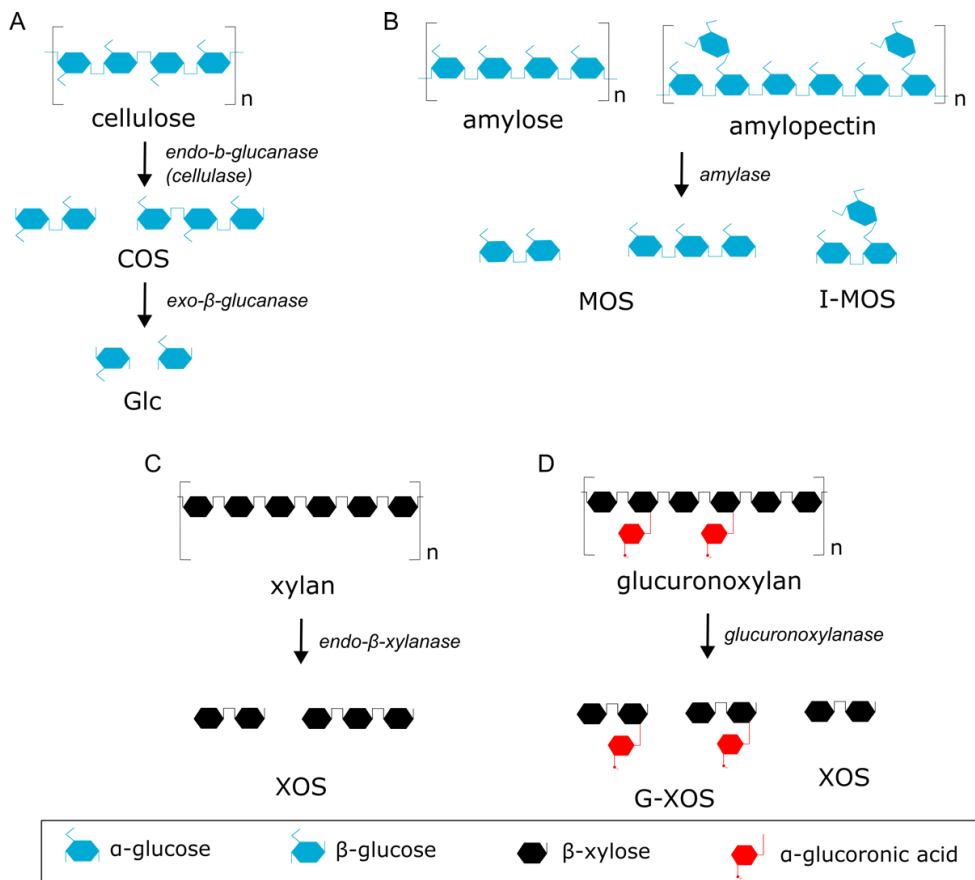 A
n
cellulose
endo-b-glucanase
(cellulase)
COS
exo-β-glucanase
Glc
B
n
amylose
n
amylopectin
amylase
MOS
I-MOS
C
n
xylan
endo-β-xylanase
XOS
D
n
glucuronoxylan
glucuronoxylanase
G-XOS
XOS
α-glucose
β-glucose
β-xylose
α-glucoronic acid